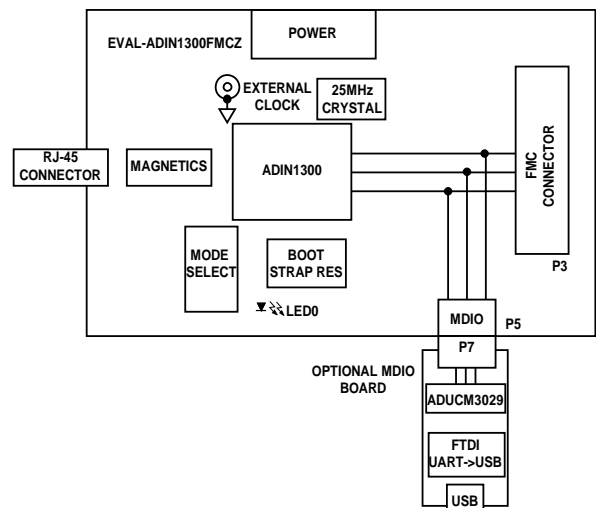 POWER
EVAL-ADIN1300FMCZ
EXTERNAL
CLOCK
25MHz
CRYSTAL
RJ-45
CONNECTOR
MAGNETICS
ADIN1300
FMC
CONNECTOR
P3
MODE
SELECT
BOOT
STRAP RES
LED0
MDIO
P5
P7
OPTIONAL MDIO
BOARD
ADUCM3029
FTDI
UART->USB
USB